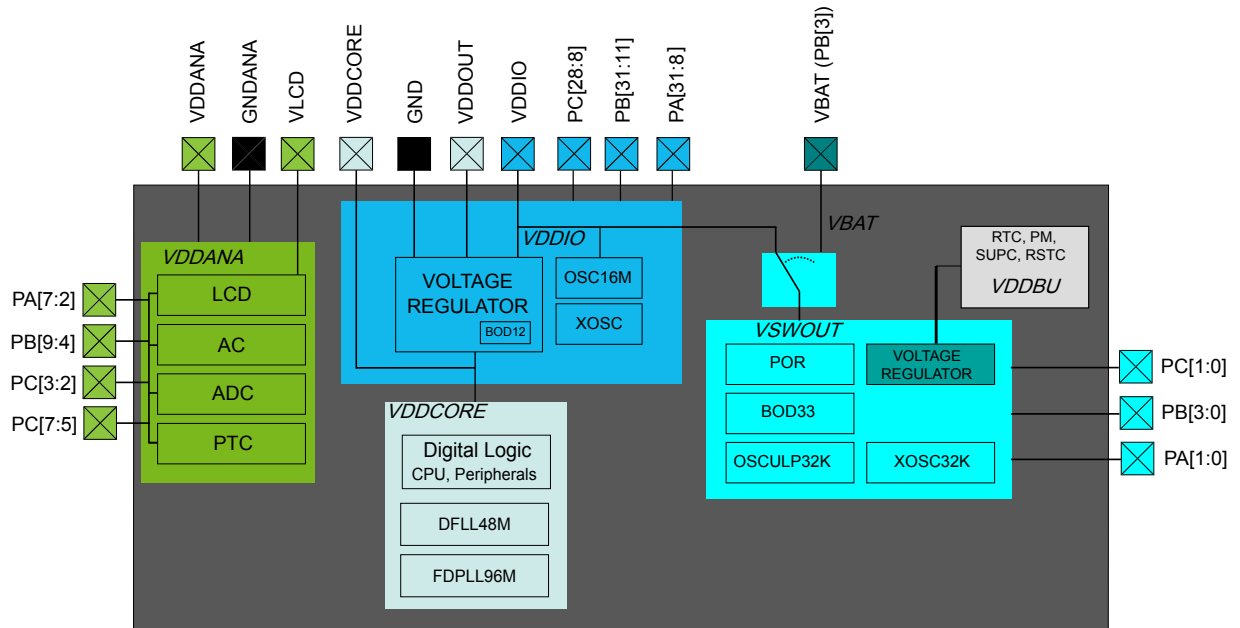 VDDANA
GNDANA
VLCD
VDDCORE
GND
VDDOUT
VDDIO
PC[28:8]
PB[31:11]
PA[31:8]
VBAT (PB[3])
PA[7:2]
PB[9:4]
PC[3:2]
PC[7:5]
VDDANA
LCD
AC
ADC
PTC
VDDIO
VOLTAGE
REGULATOR
BOD12
OSC16M
XOSC
VDDCORE
Digital Logic
CPU, Peripherals
DFLL48M
FDPLL96M
VBAT
RTC, PM,
SUPC, RSTC
VDDBU
VSWOUT
POR
VOLTAGE
REGULATOR
BOD33
OSCULP32K
XOSC32K
PC[1:0]
PB[3:0]
PA[1:0]